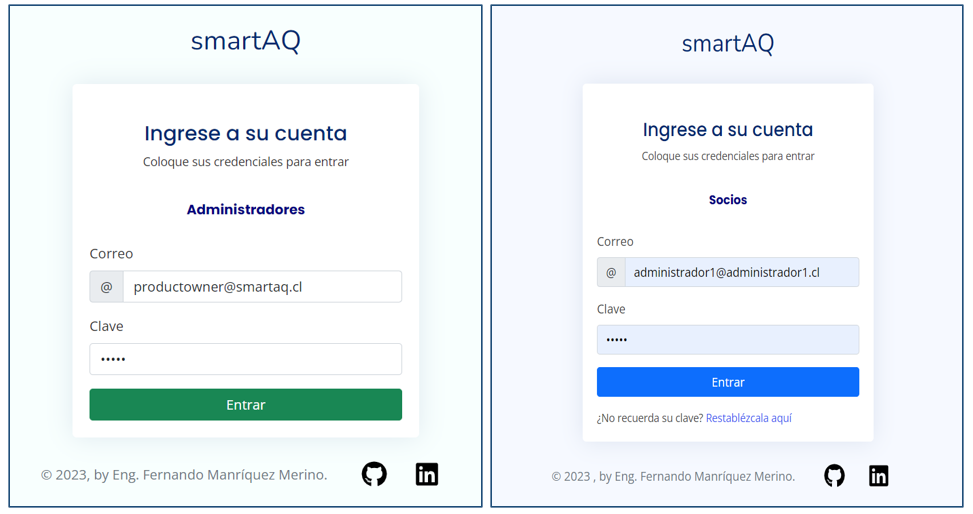 smartAQ
Ingrese a su cuenta
Coloque sus credenciales para entrar
Administradores
Correo
@ productowner@smartaq.cl
Clave
•••••
Entrar
© 2023, by Eng. Fernando Manríquez Merino.
smartAQ
Ingrese a su cuenta
Coloque sus credenciales para entrar
Socios
Correo
@ administrador1@administrador1.cl
Clave
•••••
Entrar
¿No recuerda su clave? Restablézcala aquí
© 2023 , by Eng. Fernando Manríquez Merino.